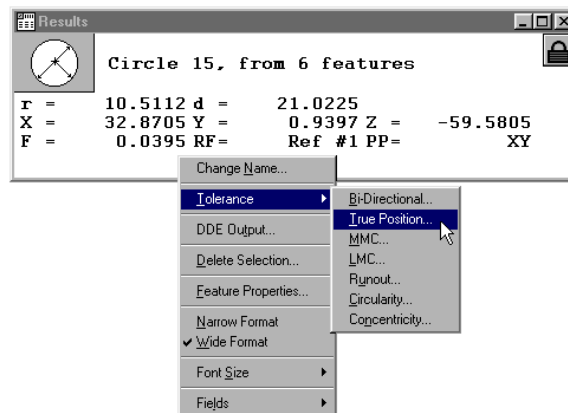 Results
Circle 15, from 6 features
r = 10.5112 d = 21.0225
X = 32.8705 Y = 0.9397 Z = -59.5805
F = 0.0395 RF= Ref #1 PP= XY
Change Name...
Tolerance
DDE Output...
Delete Selection...
Feature Properties...
Narrow Format
Wide Format
Font Size
Fields
Bi-Directional...
True Position...
MMC...
LMC...
Runout...
Circularity...
Concentricity...